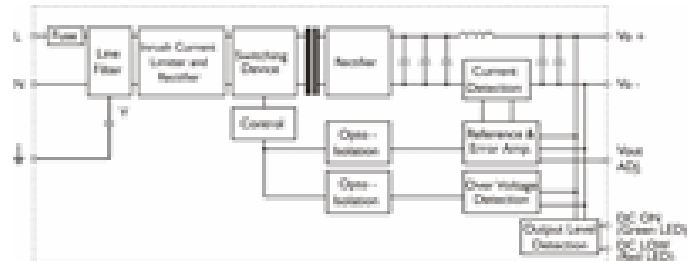 L
Fuse
Line
Filter
Inrush Current
Limiter and
Rectifier
Switching
Device
Rectifier
Vo +
N
Vo -
Current
Detection
Y
Control
Opto -
Isolation
Reference &
Error Amp.
Vout
ADJ
Opto -
Isolation
Over Voltage
Detection
Output Level
Detection
DC ON
(Green LED)
DC LOW
(Red LED)